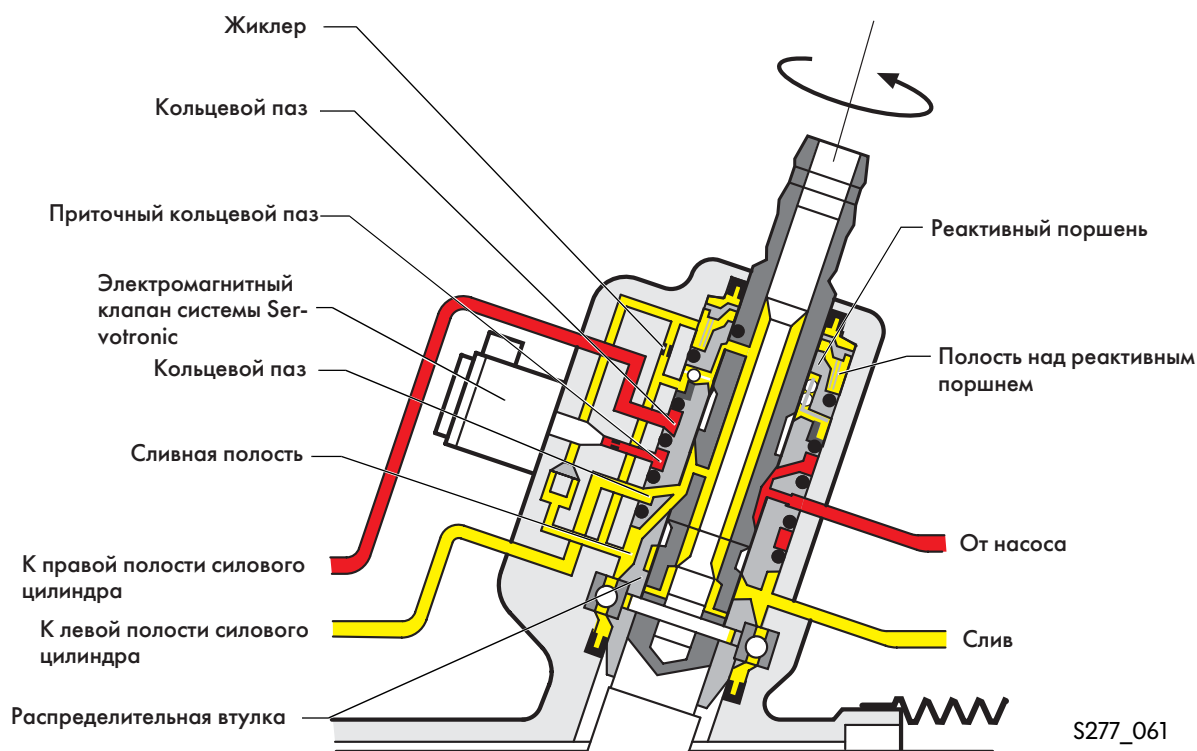 Жиклер
Кольцевой паз
Приточный кольцевой паз
Электромагнитный
клапан системы Ser-
votronic
Кольцевой паз
Сливная полость
К правой полости силового
цилиндра
К левой полости силового
цилиндра
Распределительная втулка
Реактивный поршень
Полость над реактивным
поршнем
От насоса
Слив
S277_061